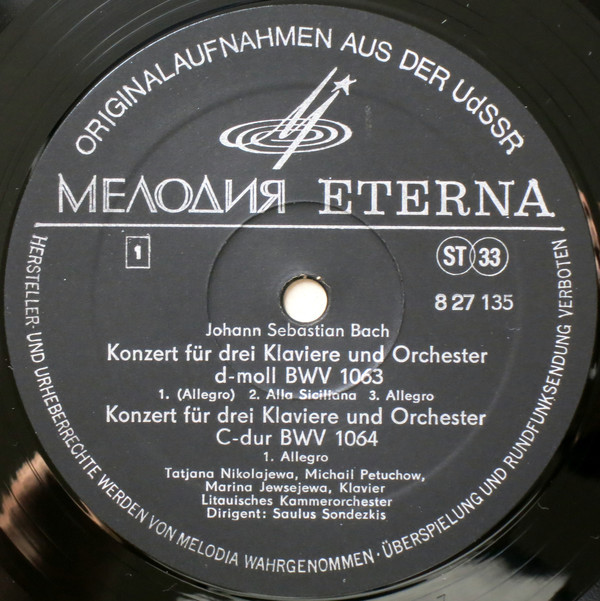 ORIGINALAUFNAHMEN AUS DER UdSSR
МЕЛОДИЯ ETERNA
1
ST 33
8 27 135
Johann Sebastian Bach
Konzert für drei Klaviere und Orchester
d-moll BWV 1063
1. (Allegro) 2. Alla Siciliana 3. Allegro
Konzert für drei Klaviere und Orchester
C-dur BWV 1064
1. Allegro
Tatjana Nikolajewa, Michail Petuchow,
Marina Jewsejewa, Klavier
Litauisches Kammerorchester
Dirigent: Saulus Sondezkis
HERSTELLER- UND URHEBERRECHTE WERDEN VON MELODIA WAHRGENOMMEN · ÜBERSPIELUNG UND RUNDFUNKSENDUNG VERBOTEN